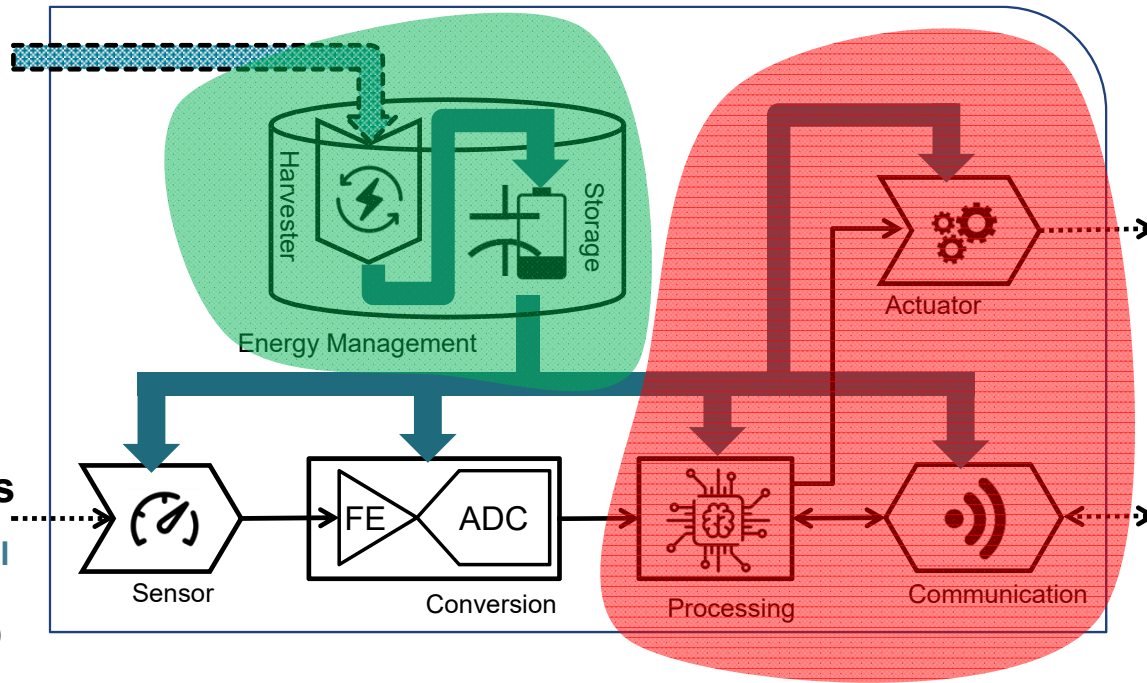 Harvester
Storage
Energy Management
Actuator
s
FE
ADC
l
Sensor
Conversion
Processing
Communication
)